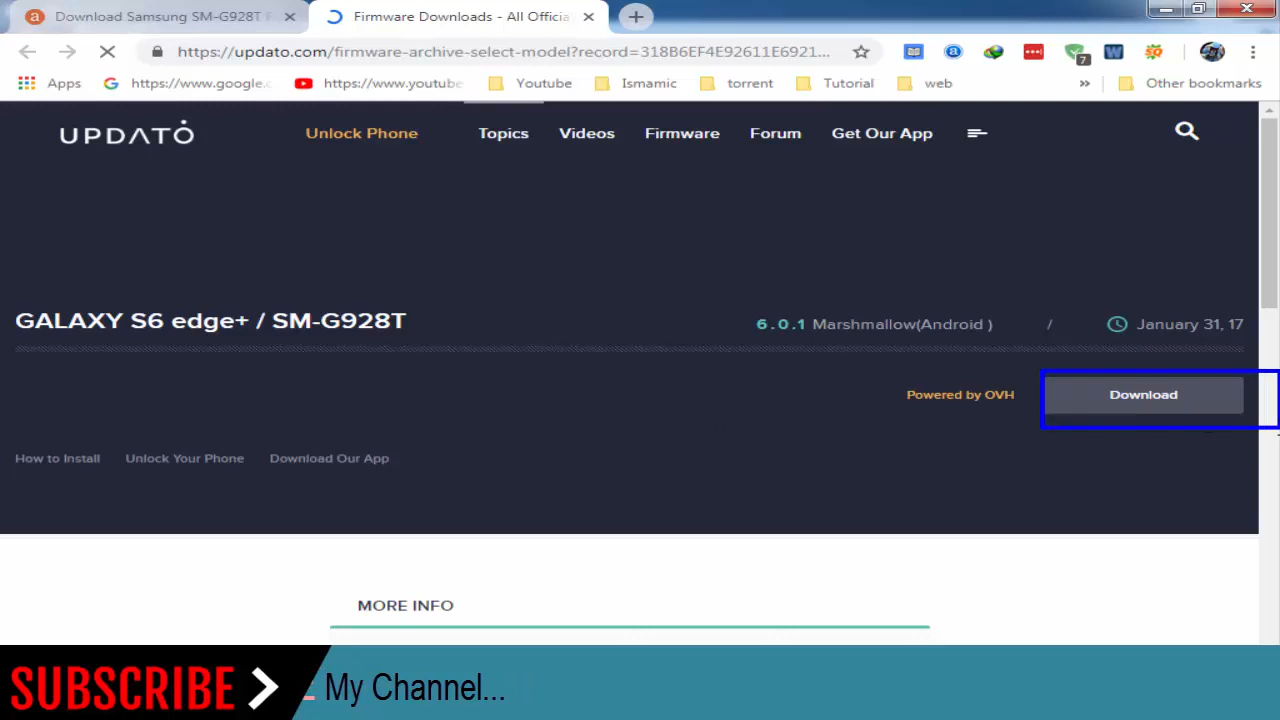 Download Samsung SM-G928T F
Firmware Downloads - All Officia
https://updato.com/firmware-archive-select-model?record=318B6EF4E92611E6921...
7
Apps
https://www.google.c
https://www.youtube
Youtube
Ismamic
torrent
Tutorial
web
»
Other bookmarks
UPDATO
Unlock Phone
Topics
Videos
Firmware
Forum
Get Our App
GALAXY S6 edge+ / SM-G928T
6.0.1 Marshmallow(Android )
/
January 31, 17
Powered by OVH
Download
How to Install
Unlock Your Phone
Download Our App
MORE INFO
SUBSCRIBE
My Channel...